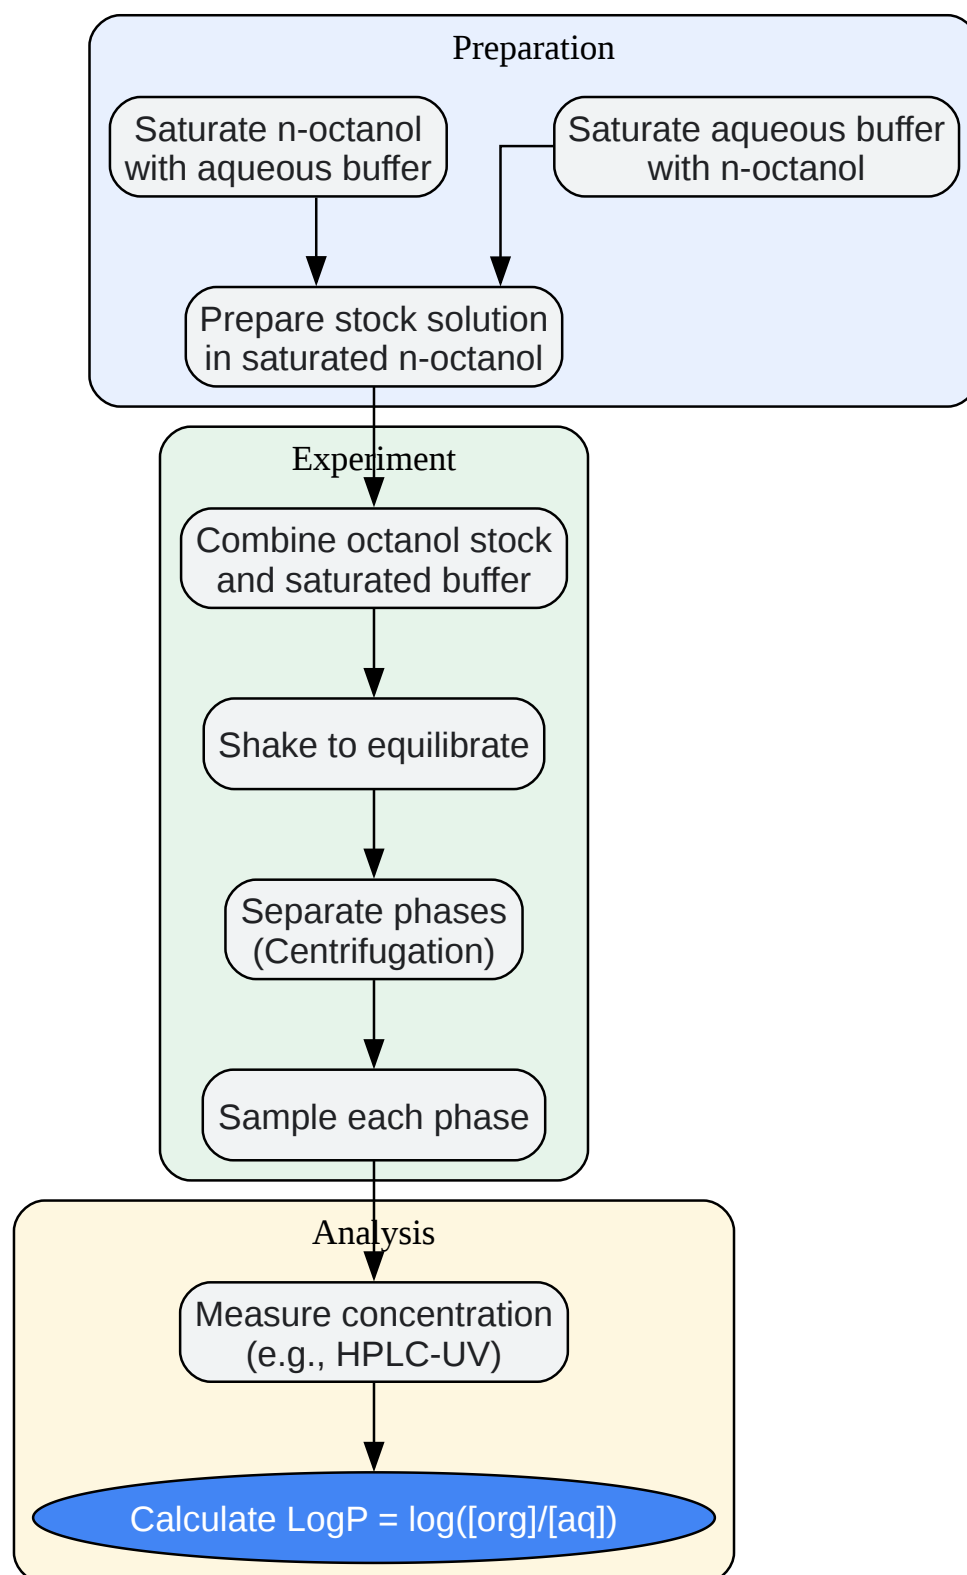 Preparation
Saturate n-octanol
with aqueous buffer
Saturate aqueous buffer
with n-octanol
Prepare stock solution
in saturated n-octanol
Experiment
Combine octanol stock
and saturated buffer
Shake to equilibrate
Separate phases
(Centrifugation)
Sample each phase
Analysis
Measure concentration
(e.g., HPLC-UV)
Calculate LogP = log([org]/[aq])